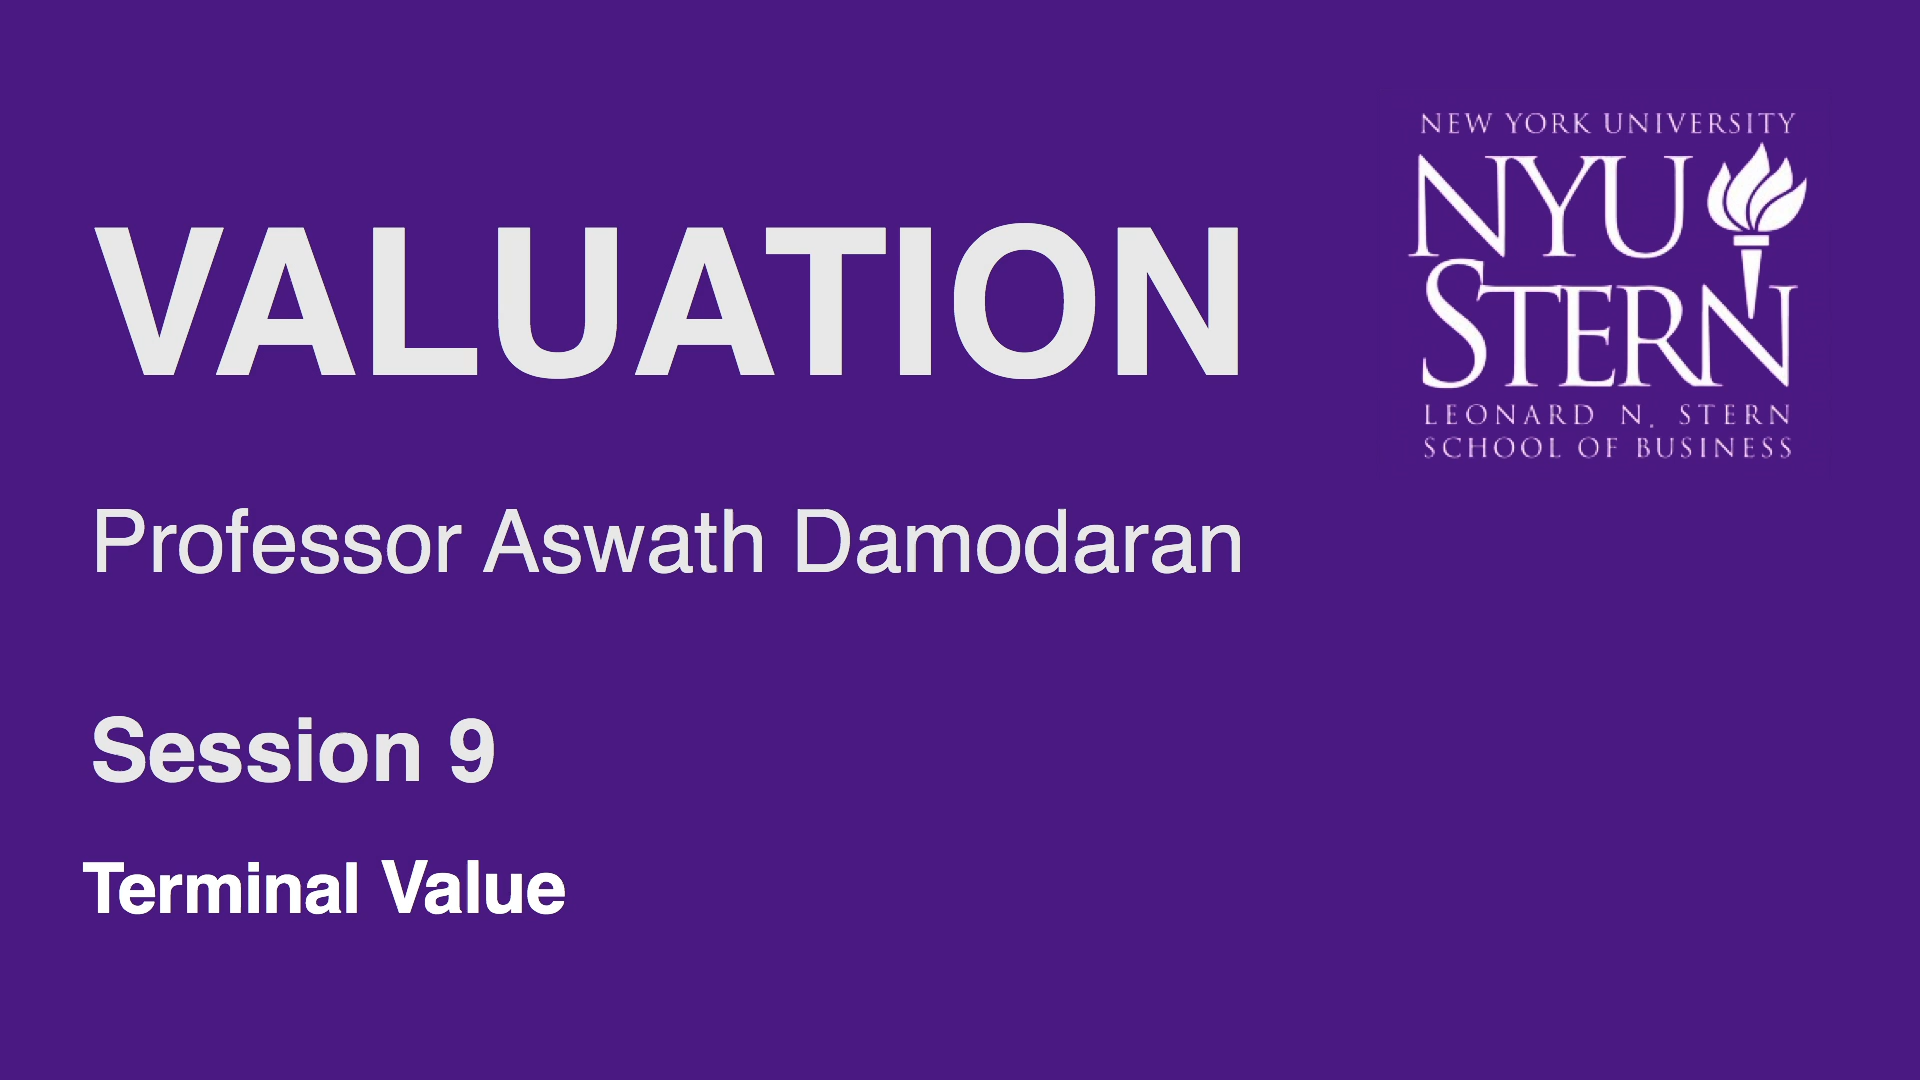 VALUATION
Professor Aswath Damodaran
Session 9
Terminal Value
NEW YORK UNIVERSITY
NYU
STERN
LEONARD N. STERN
SCHOOL OF BUSINESS